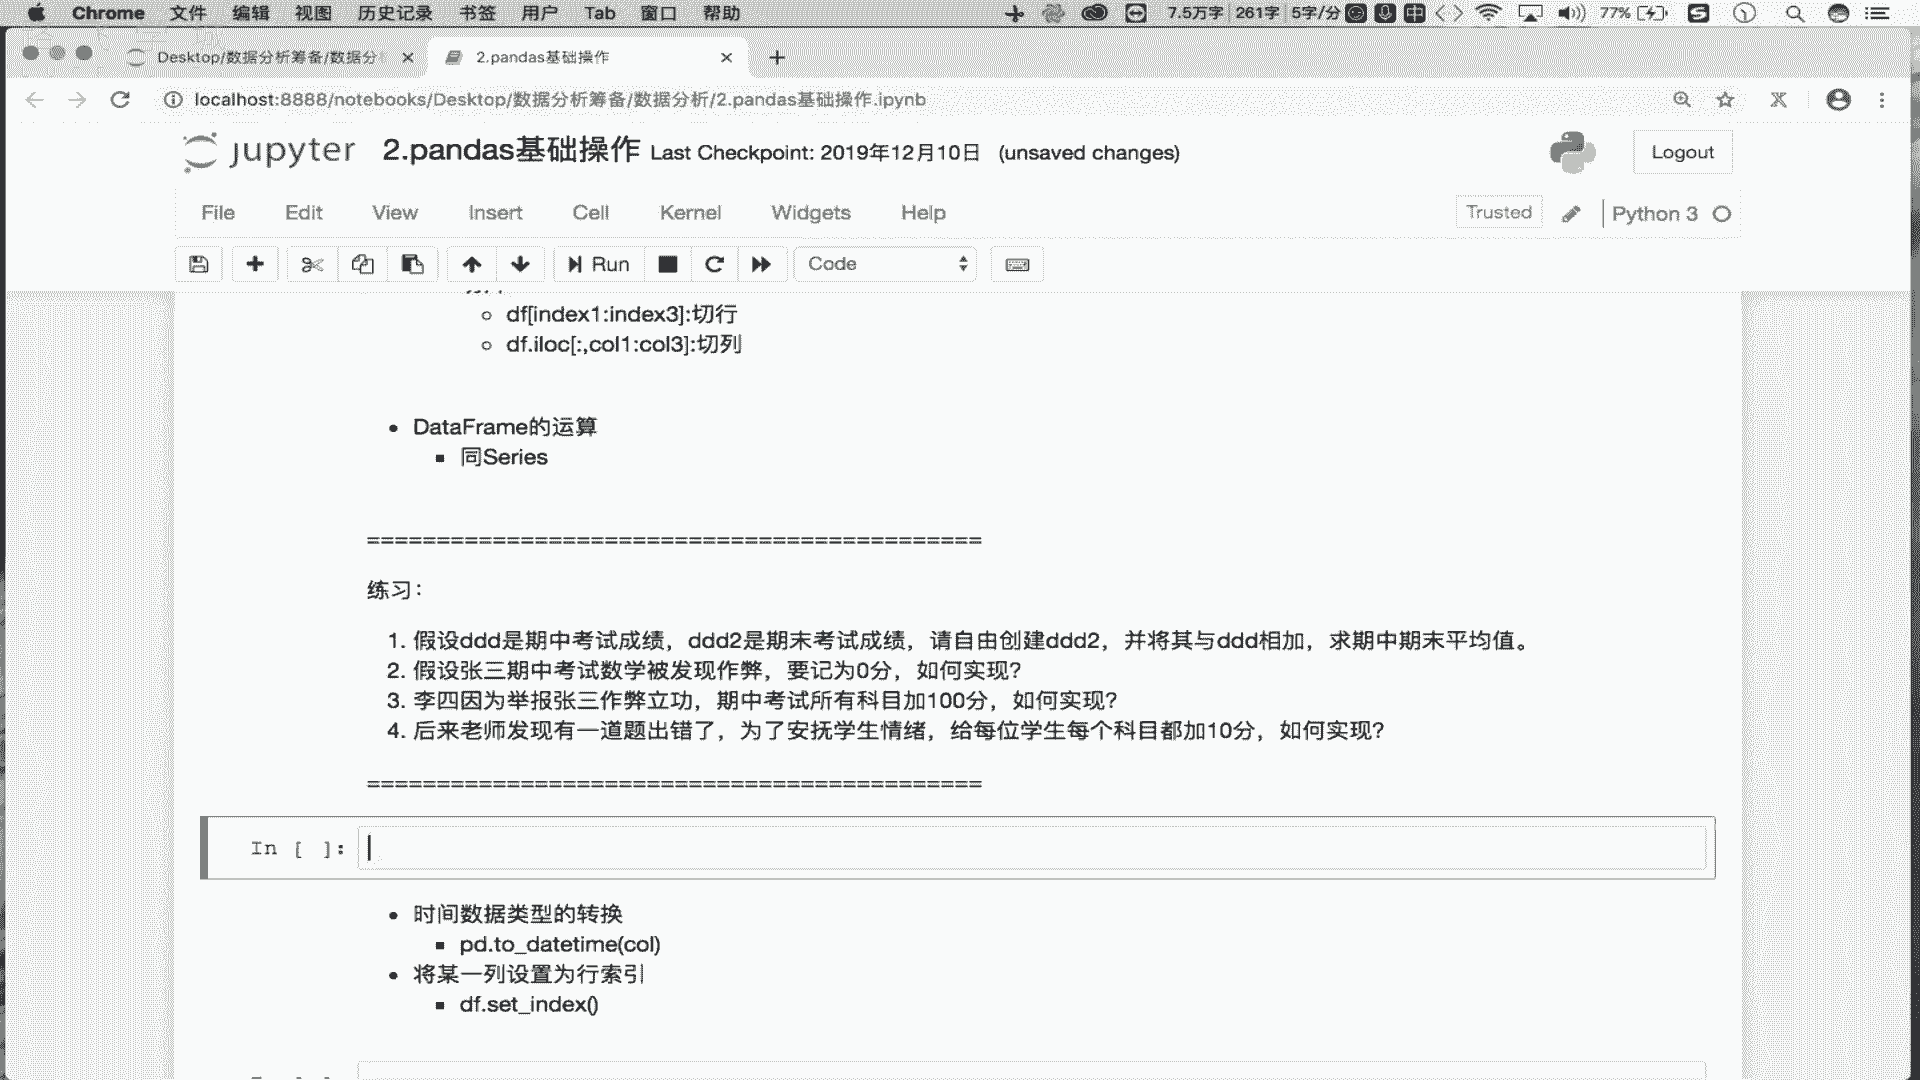 Chrome 文件 编辑 视图 历史记录 书签 用户 Tab 窗口 帮助 7.5万字 261字 5字/分 中 77%
Desktop/数据分析筹备/数据分
2.pandas基础操作
localhost:8888/notebooks/Desktop/数据分析筹备/数据分析/2.pandas基础操作.ipynb
jupyter 2.pandas基础操作 Last Checkpoint: 2019年12月10日 (unsaved changes) Logout
File Edit View Insert Cell Kernel Widgets Help Trusted Python 3
Run Code
df[index1:index3]:切行
df.iloc[:,col1:col3]:切列
DataFrame的运算
同Series
============================================
练习：
1. 假设ddd是期中考试成绩，ddd2是期末考试成绩，请自由创建ddd2，并将其与ddd相加，求期中期末平均值。
2. 假设张三期中考试数学被发现作弊，要记为0分，如何实现？
3. 李四因为举报张三作弊立功，期中考试所有科目加100分，如何实现？
4. 后来老师发现有一道题出错了，为了安抚学生情绪，给每位学生每个科目都加10分，如何实现？
============================================
In [ ]:
时间数据类型的转换
pd.to_datetime(col)
将某一列设置为行索引
df.set_index()